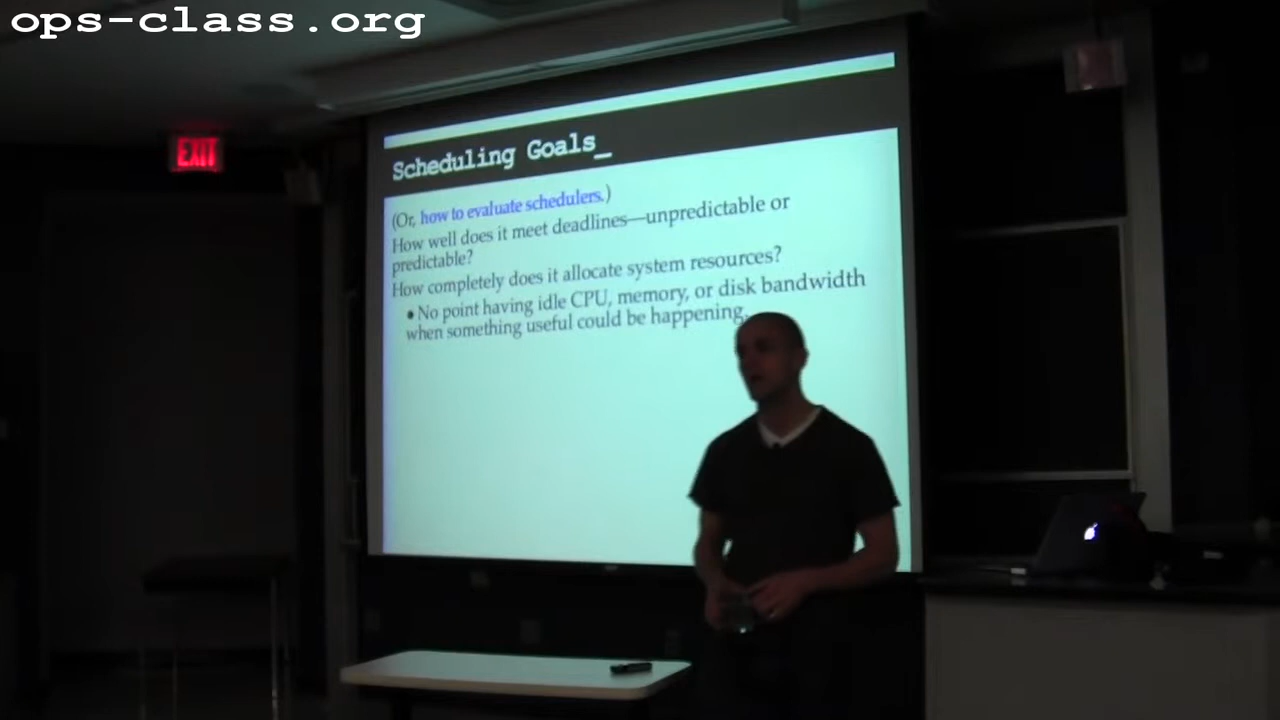 ops-class.org
EXIT
Scheduling Goals_
(Or, how to evaluate schedulers.)
How well does it meet deadlines—unpredictable or
predictable?
How completely does it allocate system resources?
• No point having idle CPU, memory, or disk bandwidth
when something useful could be happening.